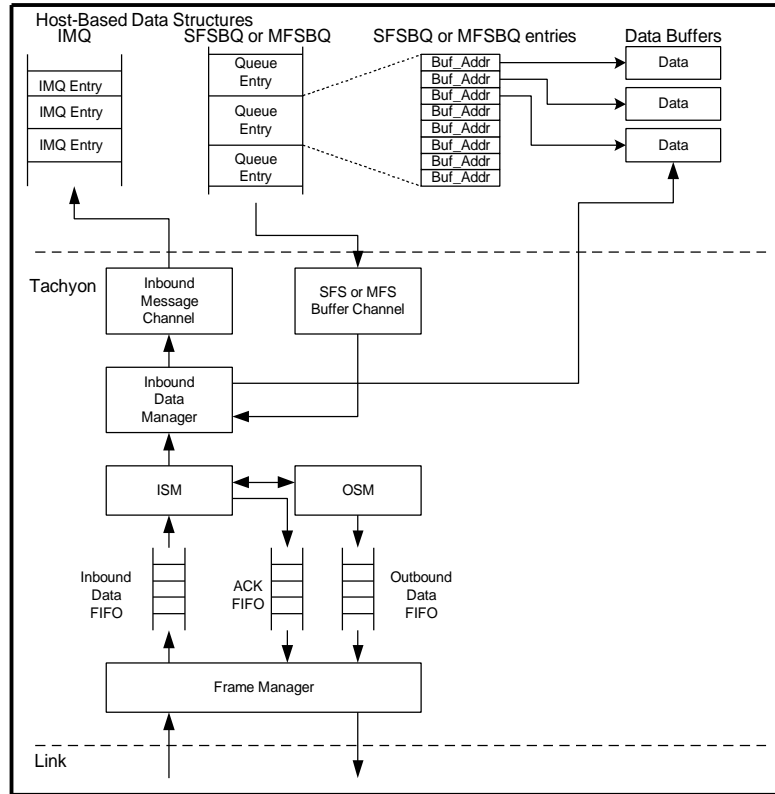 Host-Based Data Structures
IMQ
SFSBQ or MFSBQ
SFSBQ or MFSBQ entries
Data Buffers
IMQ Entry
IMQ Entry
IMQ Entry
Queue
Entry
Queue
Entry
Queue
Entry
Buf_Addr
Buf_Addr
Buf_Addr
Buf_Addr
Buf_Addr
Buf_Addr
Buf_Addr
Buf_Addr
Data
Data
Data
Tachyon
Inbound
Message
Channel
SFS or MFS
Buffer Channel
Inbound
Data
Manager
ISM
OSM
Inbound
Data
FIFO
ACK
FIFO
Outbound
Data
FIFO
Frame Manager
Link